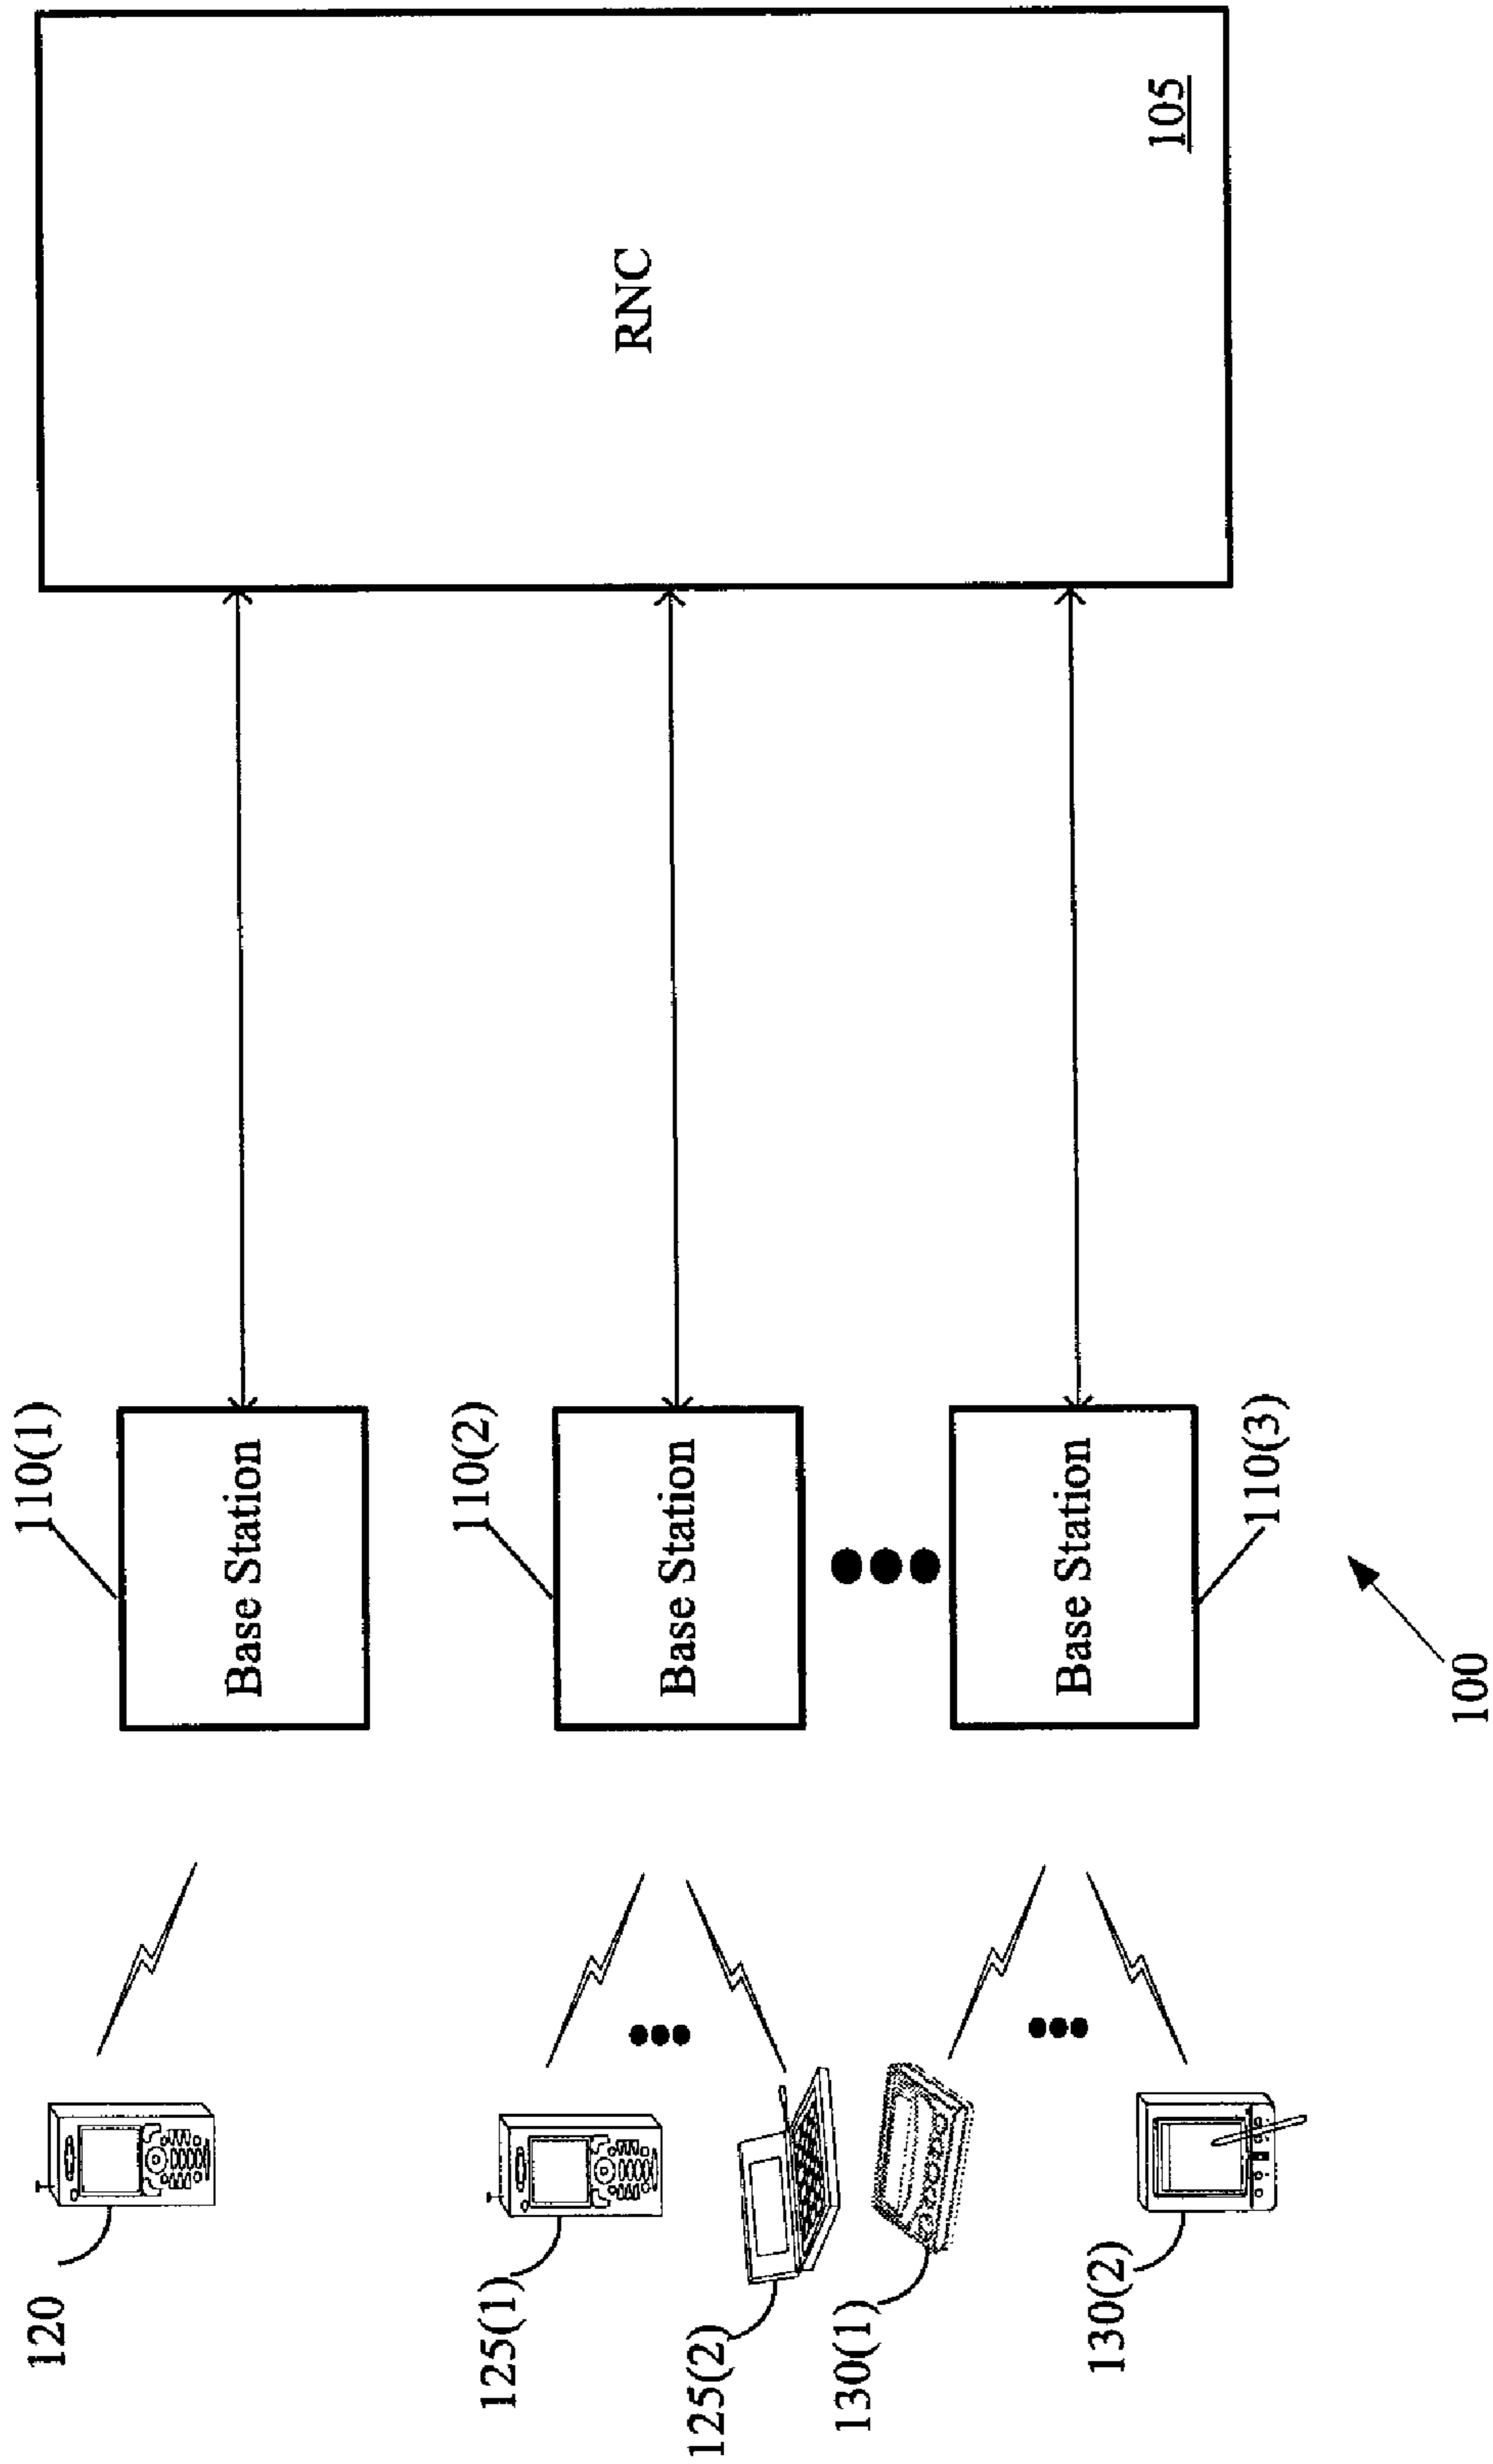 120
110(1)
Base Station
RNC
105
125(1)
110(2)
Base Station
125(2)
130(1)
Base Station
130(2)
110(3)
100